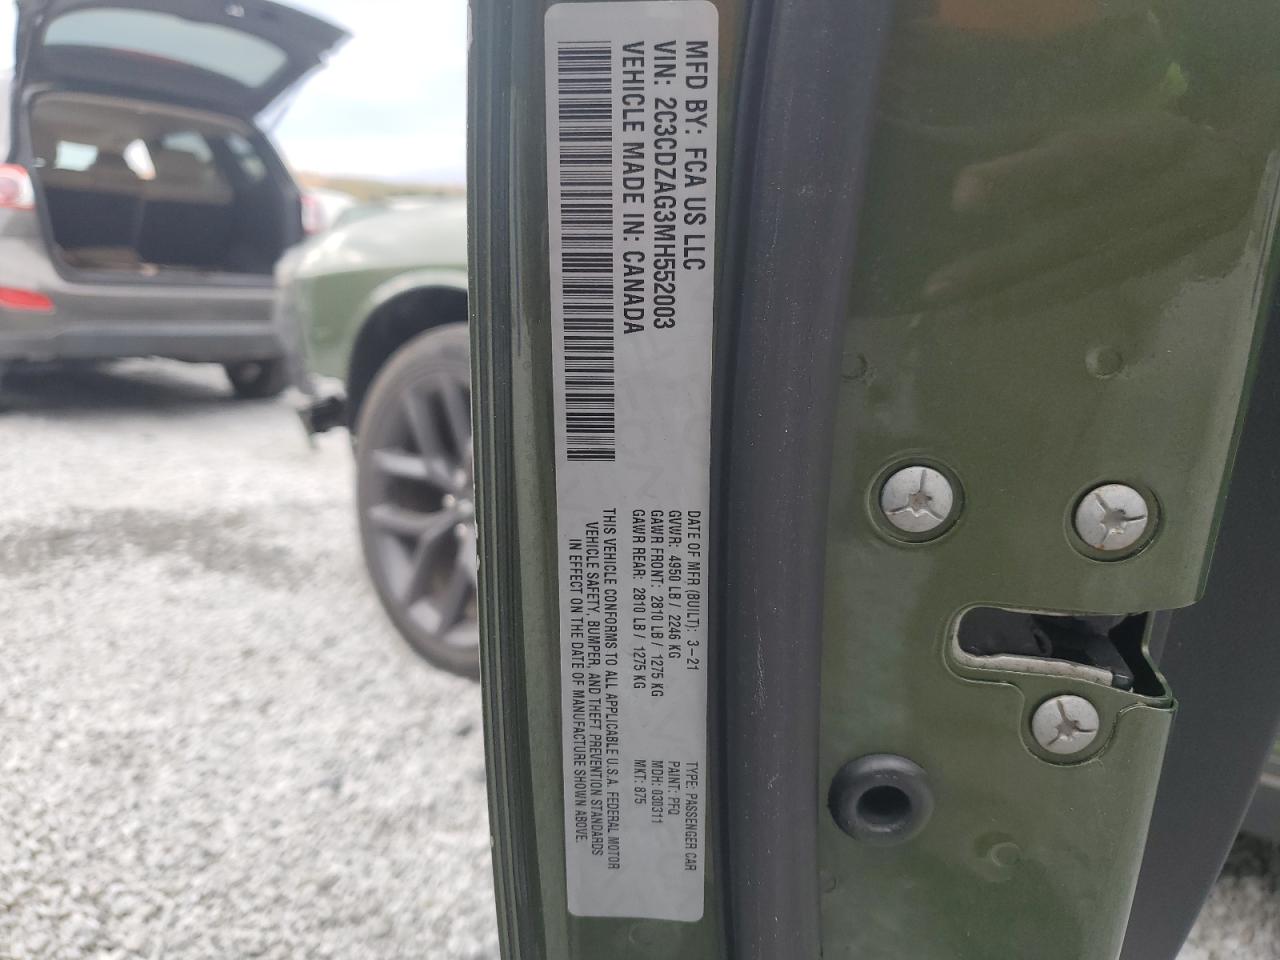 MFD BY: FCA US LLC
VIN: 2C3CDZAG3MH552003
VEHICLE MADE IN: CANADA
DATE OF MFR (BUILT): 3-21
GVWR: 4950 LB / 2246 KG
GAWR FRONT: 2810 LB / 1275 KG
GAWR REAR: 2810 LB / 1275 KG
THIS VEHICLE CONFORMS TO ALL APPLICABLE U.S.A. FEDERAL MOTOR
VEHICLE SAFETY, BUMPER, AND THEFT PREVENTION STANDARDS
IN EFFECT ON THE DATE OF MANUFACTURE SHOWN ABOVE.
TYPE: PASSENGER CAR
PAINT: PFQ
MDH: 030311
MKT: 875